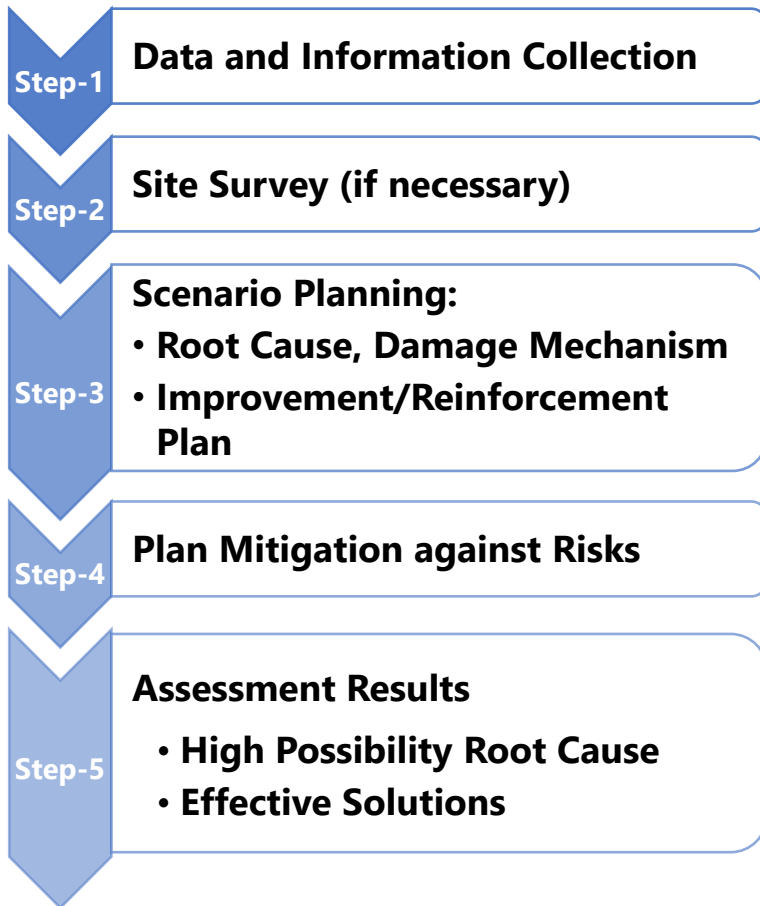 Step-1
Data and Information Collection
Step-2
Site Survey (if necessary)
Step-3
Scenario Planning:
• Root Cause, Damage Mechanism
• Improvement/Reinforcement
Plan
Step-4
Plan Mitigation against Risks
Step-5
Assessment Results
• High Possibility Root Cause
• Effective Solutions